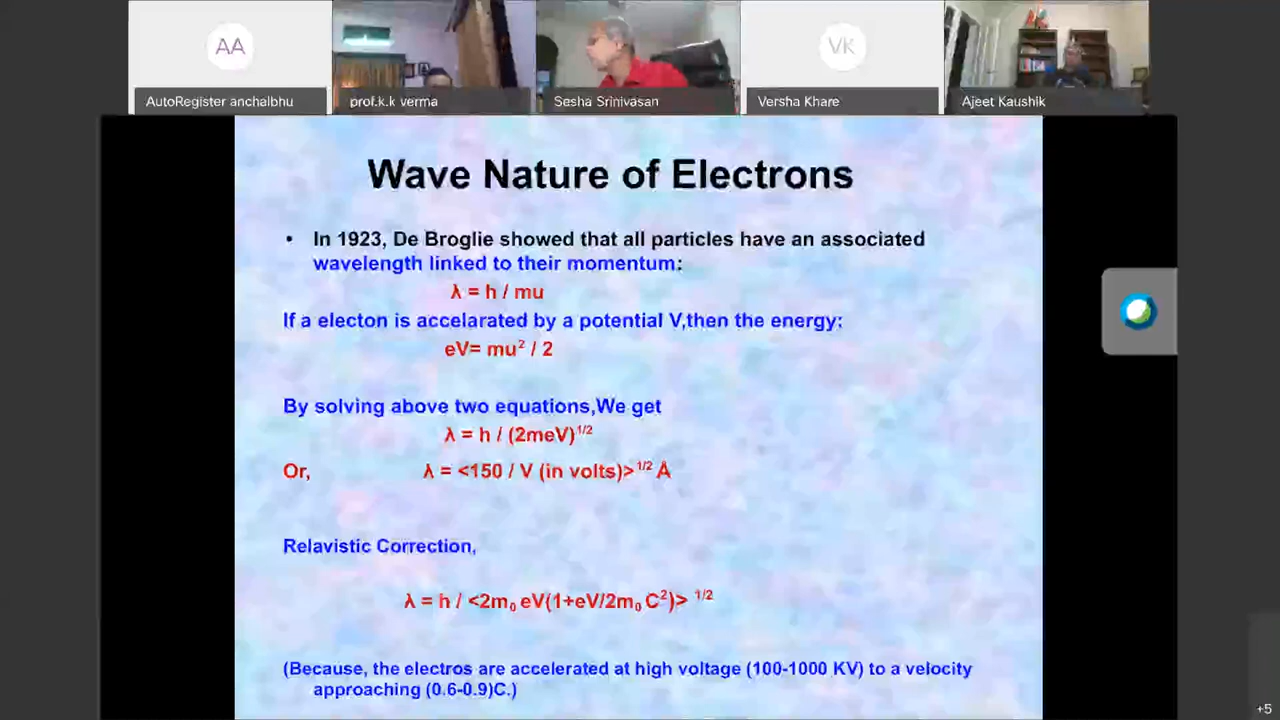 AA
VK
AutoRegister anchalbhu
prof.k.k verma
Sesha Srinivasan
Versha Khare
Ajeet Kaushik
Wave Nature of Electrons
• In 1923, De Broglie showed that all particles have an associated
wavelength linked to their momentum:
λ = h / mu
If a electon is accelarated by a potential V,then the energy:
eV= mu² / 2
By solving above two equations,We get
λ = h / (2meV)^1/2
Or, λ = <150 / V (in volts)>^1/2 Å
Relavistic Correction,
λ = h / <2m₀ eV(1+eV/2m₀ C²)> ^1/2
(Because, the electros are accelerated at high voltage (100-1000 KV) to a velocity
approaching (0.6-0.9)C.)
+5